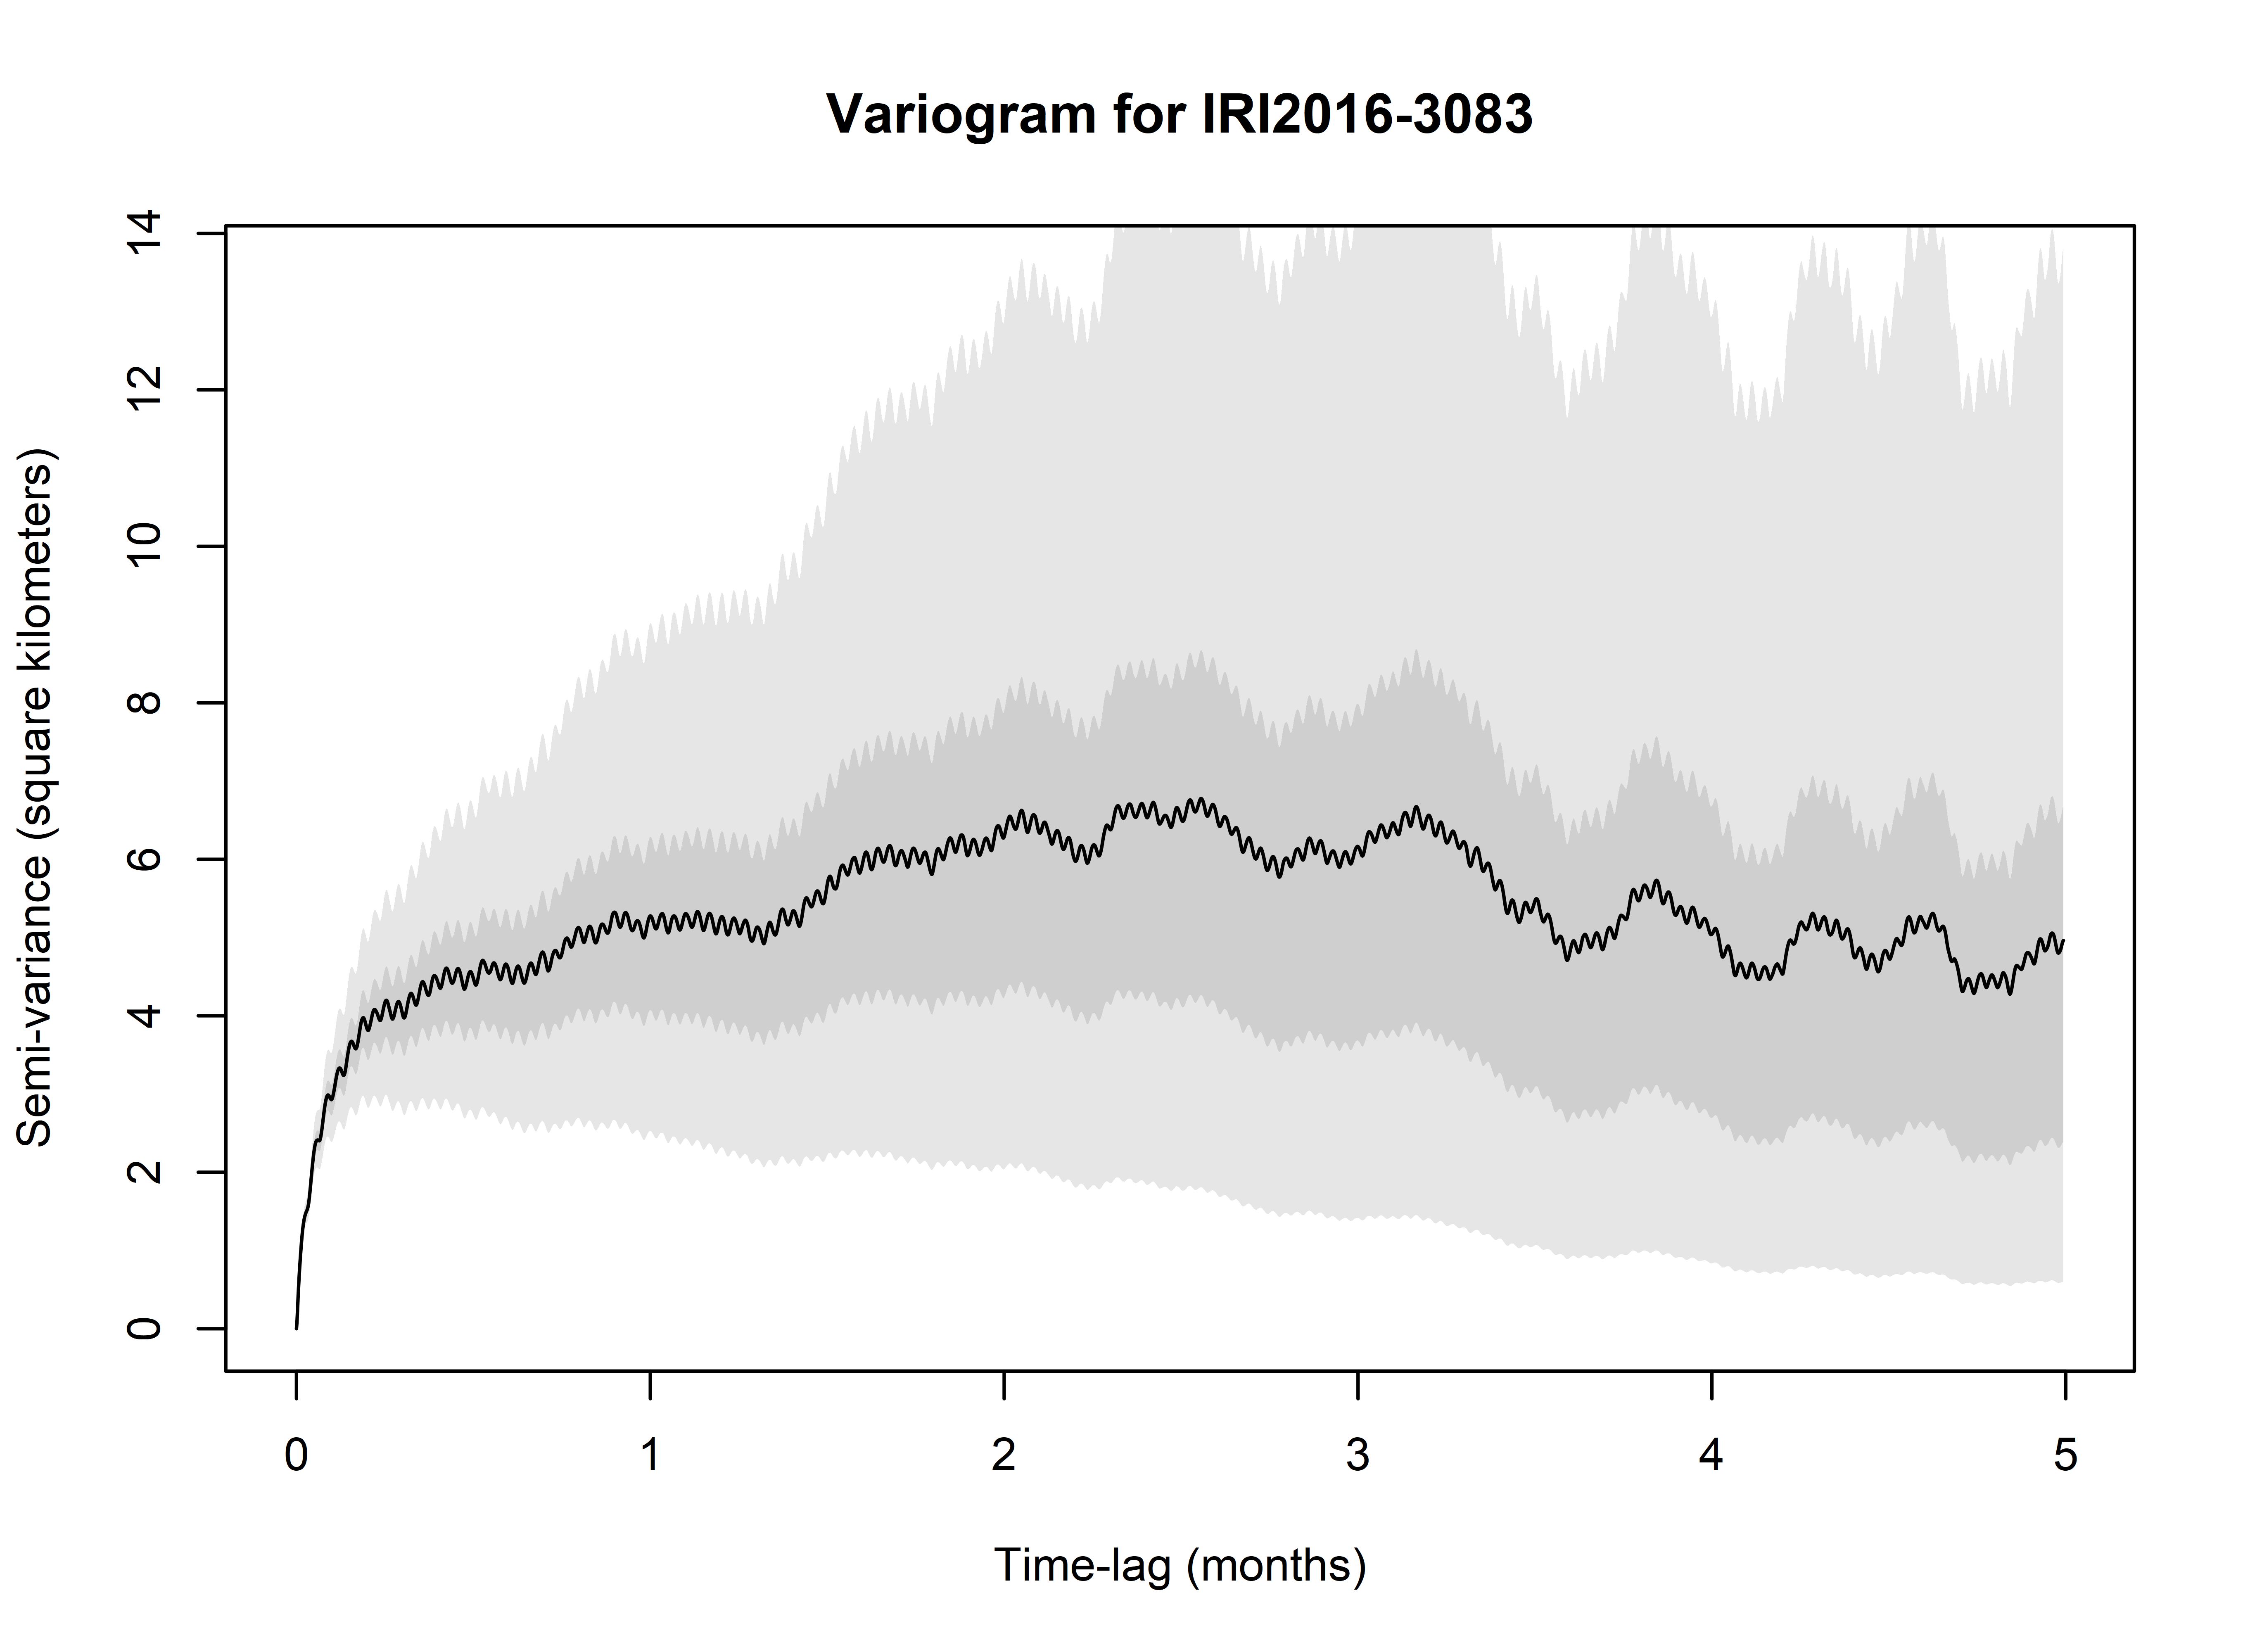 Variogram for IRI2016-3083
14
12
10
8
6
4
2
0
Semi-variance (square kilometers)
0 1 2 3 4 5
Time-lag (months)